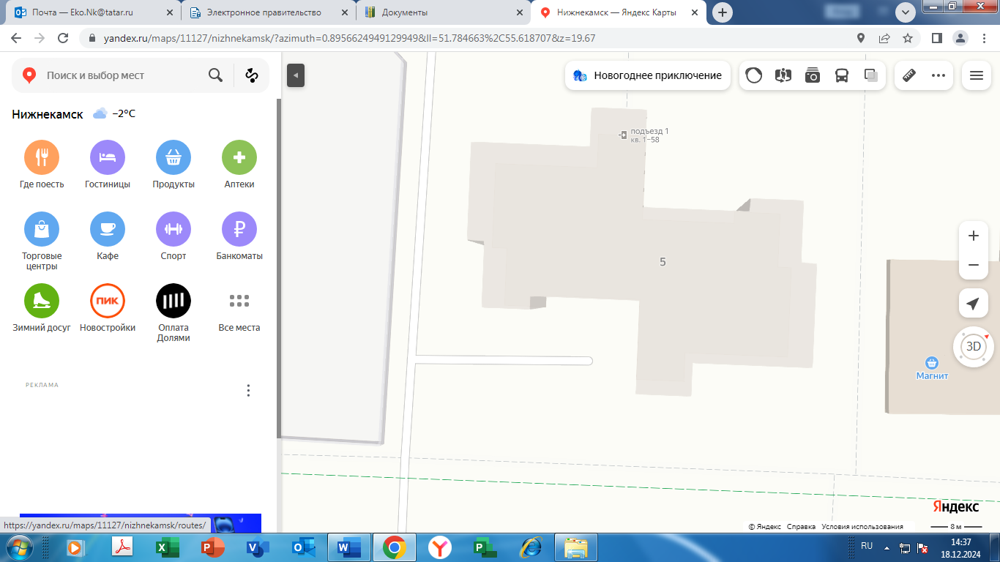 Почта — Eko.Nk@tatar.ru
Электронное правительство
Документы
Нижнекамск — Яндекс Карты
yandex.ru/maps/11127/nizhnekamsk/?azimuth=0.8956624949129949&ll=51.784663%2C55.618707&z=19.67
Поиск и выбор мест
Новогоднее приключение
Нижнекамск
−2°C
Где поесть
Гостиницы
Продукты
Аптеки
Торговые
центры
Кафе
Спорт
Банкоматы
ПИК
Зимний досуг
Новостройки
Оплата
Долями
Все места
РЕКЛАМА
подъезд 1
кв. 1–58
5
3D
Магнит
Яндекс
© Яндекс Справка Условия использования
8 м
https://yandex.ru/maps/11127/nizhnekamsk/routes/
RU
14:37
18.12.2024